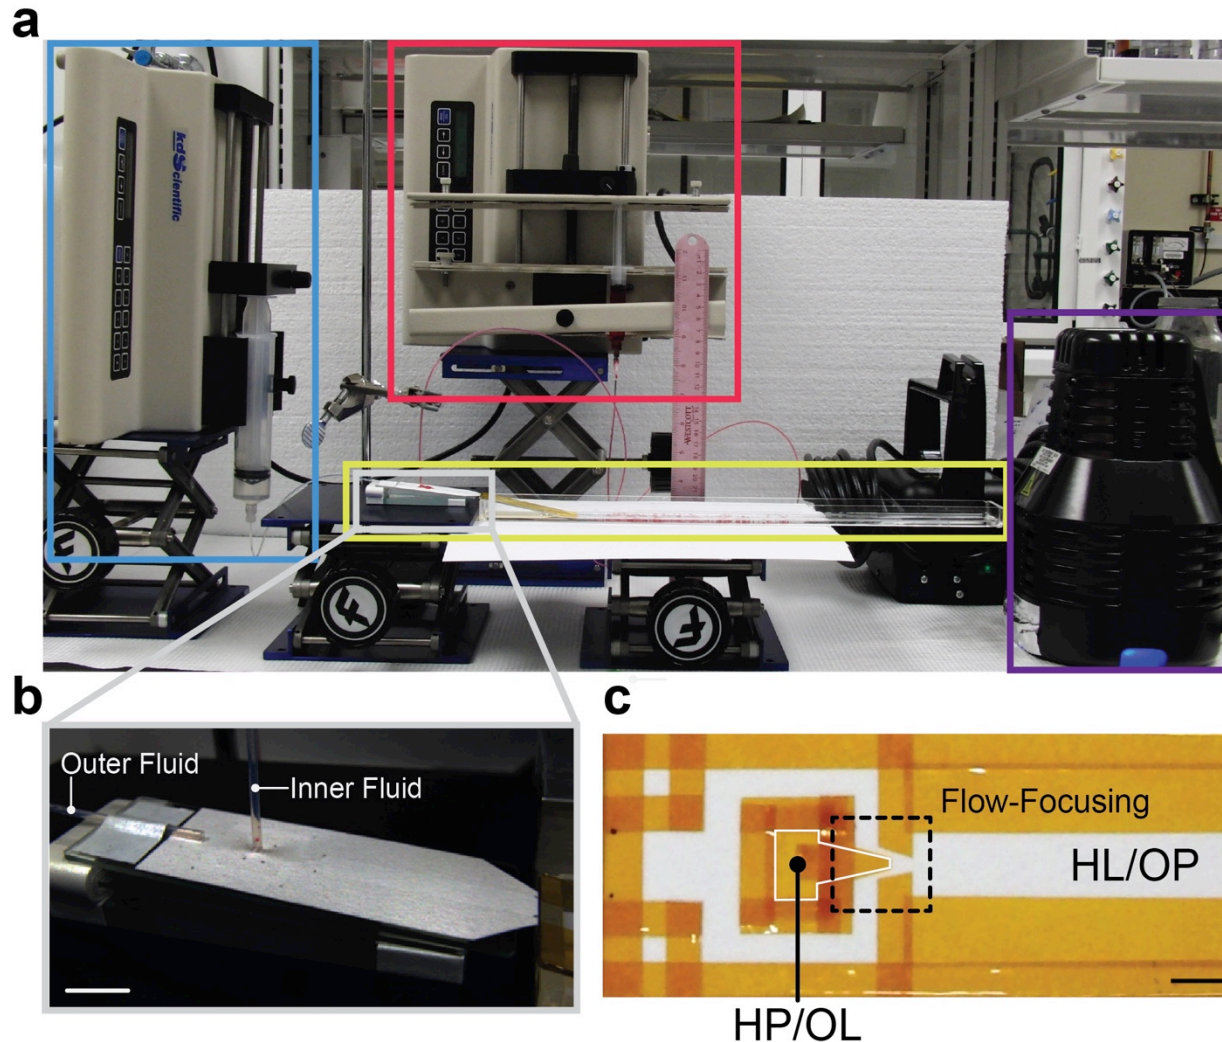 a
kdScientific
WESTCOTT
b
Outer Fluid
Inner Fluid
c
Flow-Focusing
HL/OP
HP/OL